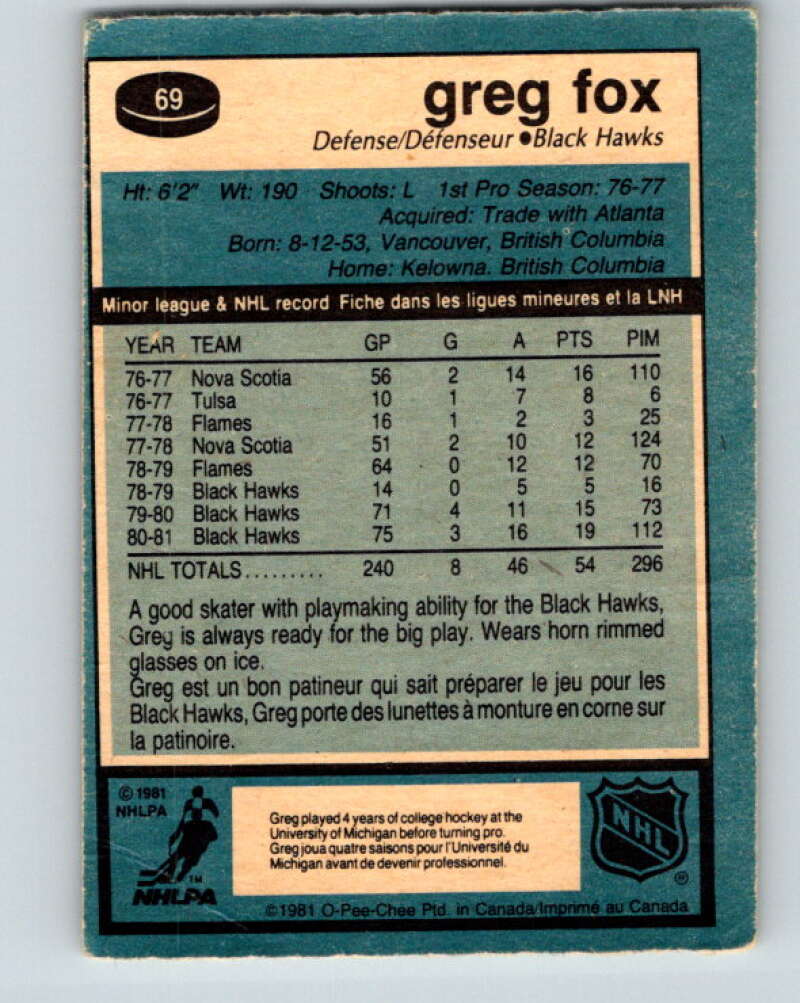 69
greg fox
Defense/Défenseur • Black Hawks
Ht: 6'2" Wt: 190 Shoots: L 1st Pro Season: 76-77
Acquired: Trade with Atlanta
Born: 8-12-53, Vancouver, British Columbia
Home: Kelowna. British Columbia
Minor league & NHL record Fiche dans les ligues mineures et la LNH
YEAR TEAM GP G A PTS PIM
76-77 Nova Scotia 56 2 14 16 110
76-77 Tulsa 10 1 7 8 6
77-78 Flames 16 1 2 3 25
77-78 Nova Scotia 51 2 10 12 124
78-79 Flames 64 0 12 12 70
78-79 Black Hawks 14 0 5 5 16
79-80 Black Hawks 71 4 11 15 73
80-81 Black Hawks 75 3 16 19 112
NHL TOTALS......... 240 8 46 54 296
A good skater with playmaking ability for the Black Hawks,
Greg is always ready for the big play. Wears horn rimmed
glasses on ice.
Greg est un bon patineur qui sait préparer le jeu pour les
Black Hawks, Greg porte des lunettes à monture en corne sur
la patinoire.
© 1981
NHLPA
TM
NHLPA
Greg played 4 years of college hockey at the
University of Michigan before turning pro.
Greg joua quatre saisons pour l'Université du
Michigan avant de devenir professionnel.
NHL
©1981 O-Pee-Chee Ptd. in Canada/Imprimé au Canada